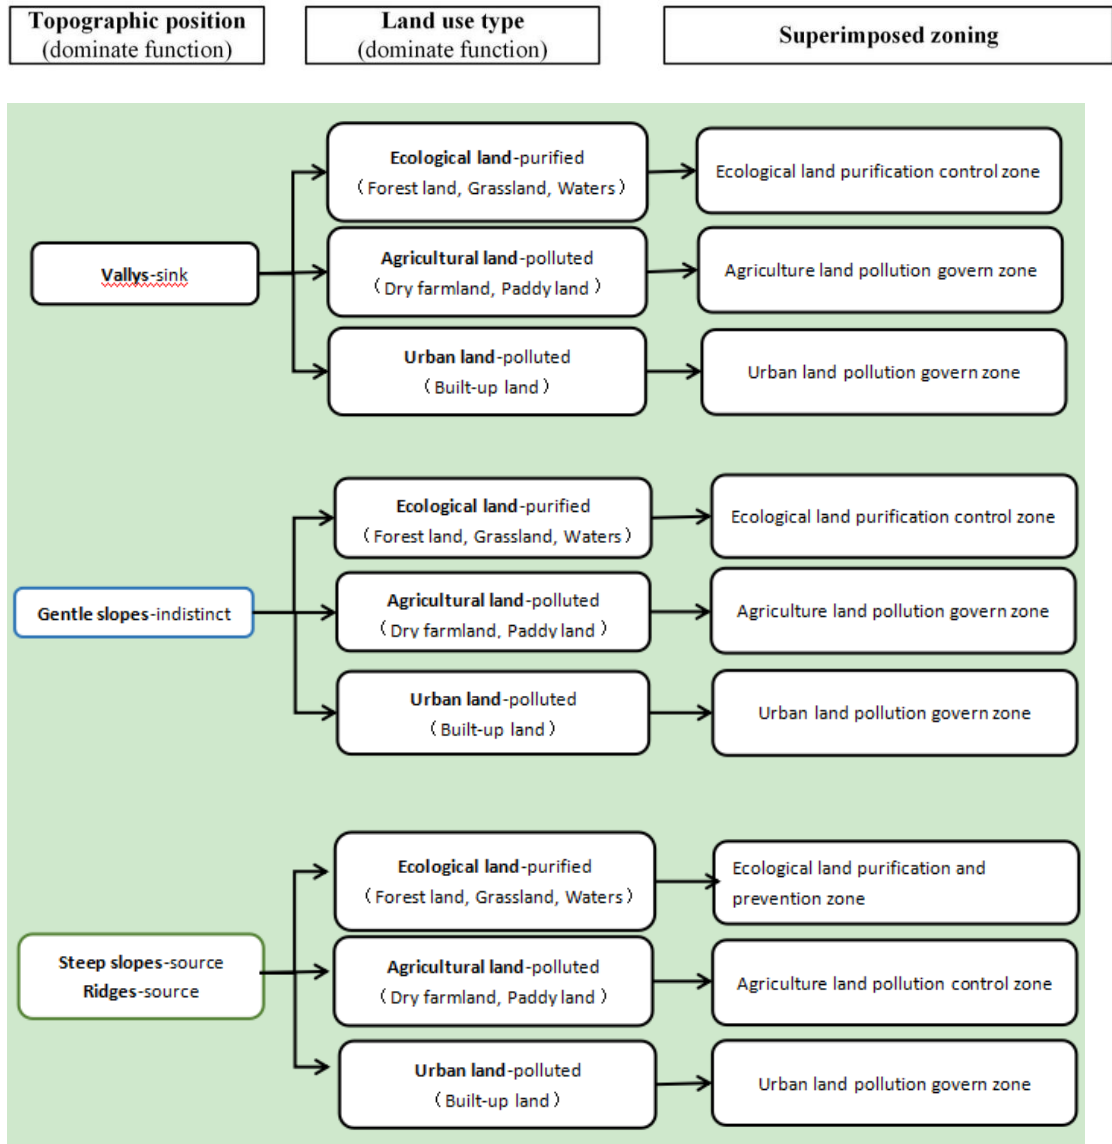 Topographic position
(dominate function)
Land use type
(dominate function)
Superimposed zoning
Vallys-sink
Ecological land-purified
（Forest land, Grassland, Waters）
Ecological land purification control zone
Agricultural land-polluted
（Dry farmland, Paddy land）
Agriculture land pollution govern zone
Urban land-polluted
（Built-up land）
Urban land pollution govern zone
Gentle slopes-indistinct
Ecological land-purified
（Forest land, Grassland, Waters）
Ecological land purification control zone
Agricultural land-polluted
（Dry farmland, Paddy land）
Agriculture land pollution govern zone
Urban land-polluted
（Built-up land）
Urban land pollution govern zone
Steep slopes-source
Ridges-source
Ecological land-purified
（Forest land, Grassland, Waters）
Ecological land purification and
prevention zone
Agricultural land-polluted
（Dry farmland, Paddy land）
Agriculture land pollution control zone
Urban land-polluted
（Built-up land）
Urban land pollution govern zone